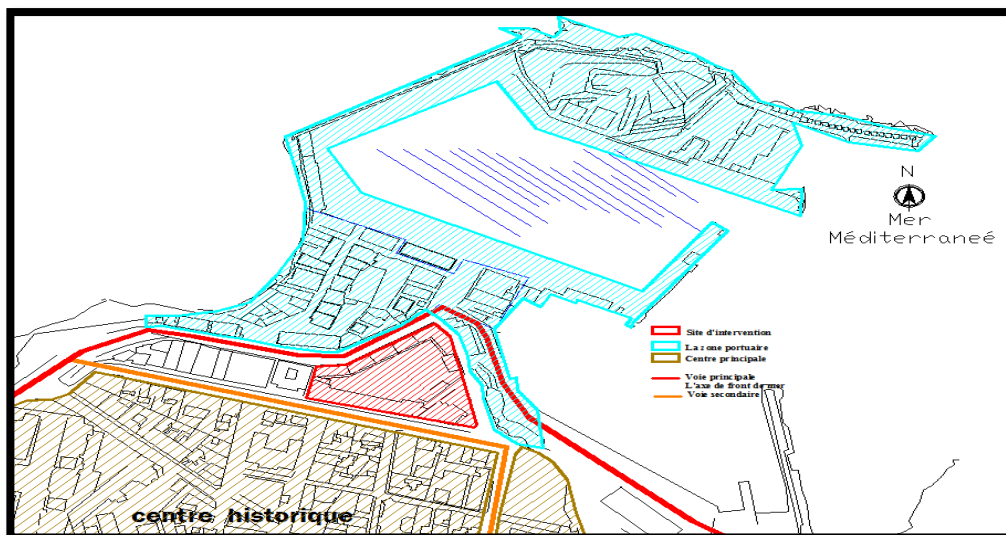 N
Mer
Méditerraneé
Site d'intervention
La zone portuaire
Centre principale
Voie principale
L'axe de front de mer
Voie secondaire
centre historique